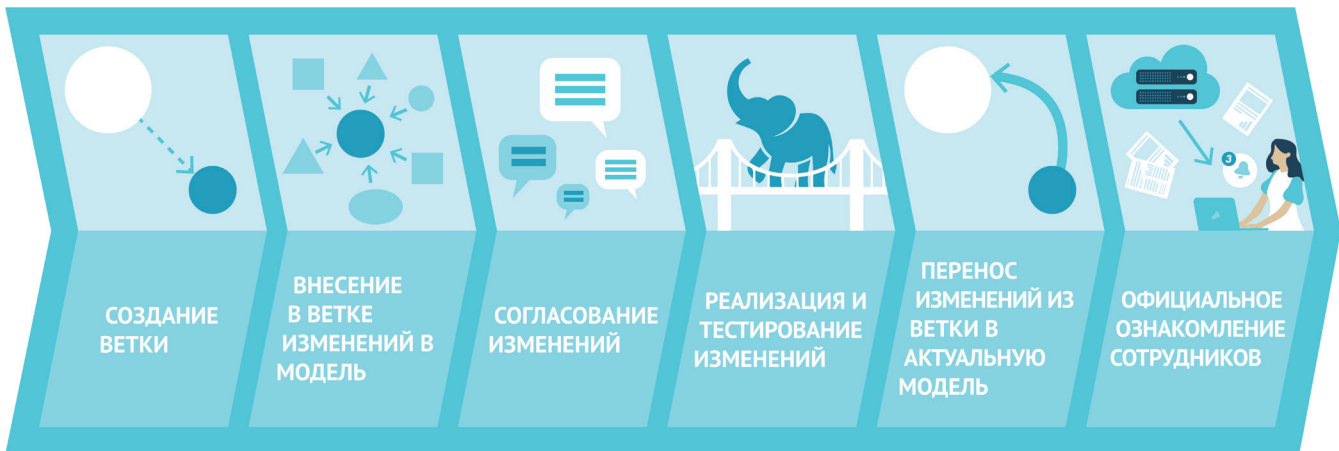 СОЗДАНИЕ
ВЕТКИ
ВНЕСЕНИЕ
В ВЕТКЕ
ИЗМЕНЕНИЙ В
МОДЕЛЬ
СОГЛАСОВАНИЕ
ИЗМЕНЕНИЙ
РЕАЛИЗАЦИЯ И
ТЕСТИРОВАНИЕ
ИЗМЕНЕНИЙ
ПЕРЕНОС
ИЗМЕНЕНИЙ ИЗ
ВЕТКИ В
АКТУАЛЬНУЮ
МОДЕЛЬ
3
ОФИЦИАЛЬНОЕ
ОЗНАКОМЛЕНИЕ
СОТРУДНИКОВ